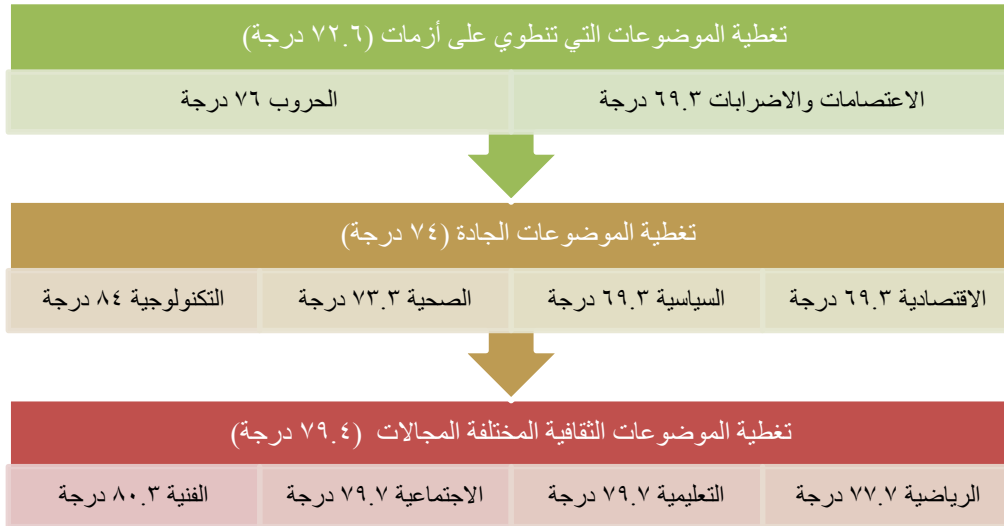 تغطية الموضوعات التي تنطوي على أزمات (٧٢.٦ درجة)
الاعتصامات والاضرابات ٦٩.٣ درجة
الحروب ٧٦ درجة
تغطية الموضوعات الجادة (٧٤ درجة)
الاقتصادية ٦٩.٣ درجة
السياسية ٦٩.٣ درجة
الصحية ٧٣.٣ درجة
التكنولوجية ٨٤ درجة
تغطية الموضوعات الثقافية المختلفة المجالات (٧٩.٤ درجة)
الرياضية ٧٧.٧ درجة
التعليمية ٧٩.٧ درجة
الاجتماعية ٧٩.٧ درجة
الفنية ٨٠.٣ درجة